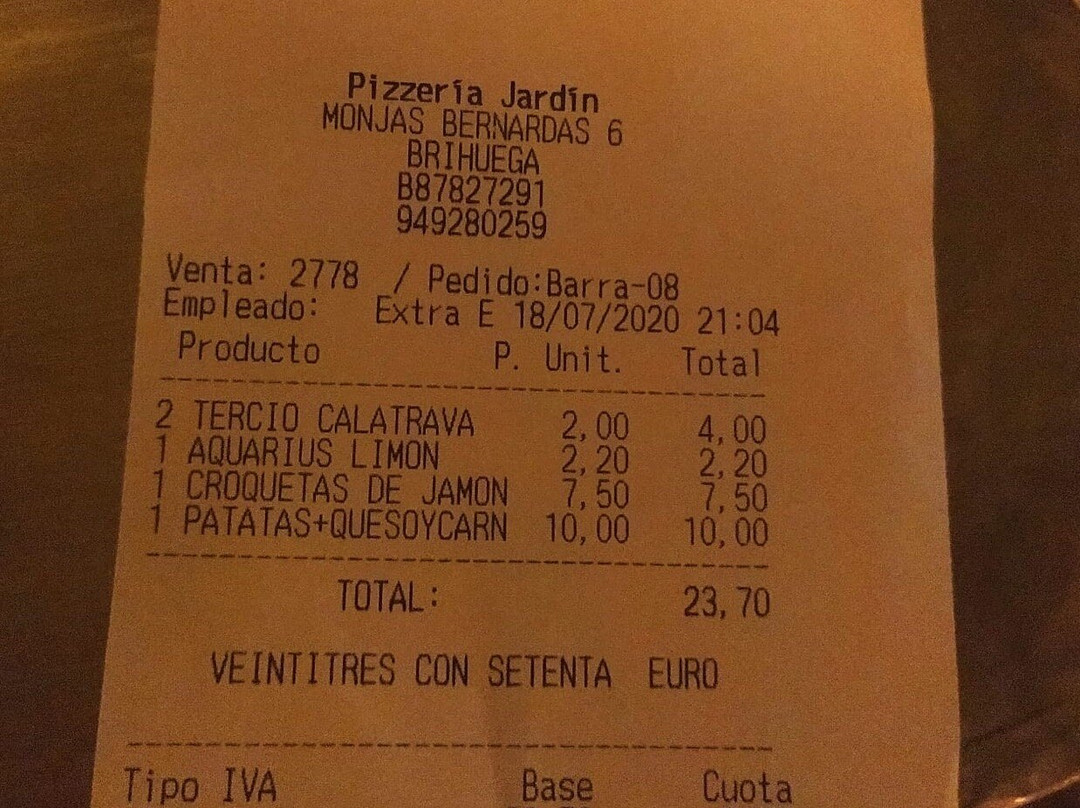 Pizzería Jardín
MONJAS BERNARDAS 6
BRIHUEGA
B87827291
949280259
Venta: 2778 / Pedido:Barra-08
Empleado: Extra E 18/07/2020 21:04
Producto P. Unit. Total
2 TERCIO CALATRAVA 2,00 4,00
1 AQUARIUS LIMON 2,20 2,20
1 CROQUETAS DE JAMON 7,50 7,50
1 PATATAS+QUESOYCARN 10,00 10,00
TOTAL: 23,70
VEINTITRES CON SETENTA EURO
Tipo IVA Base Cuota